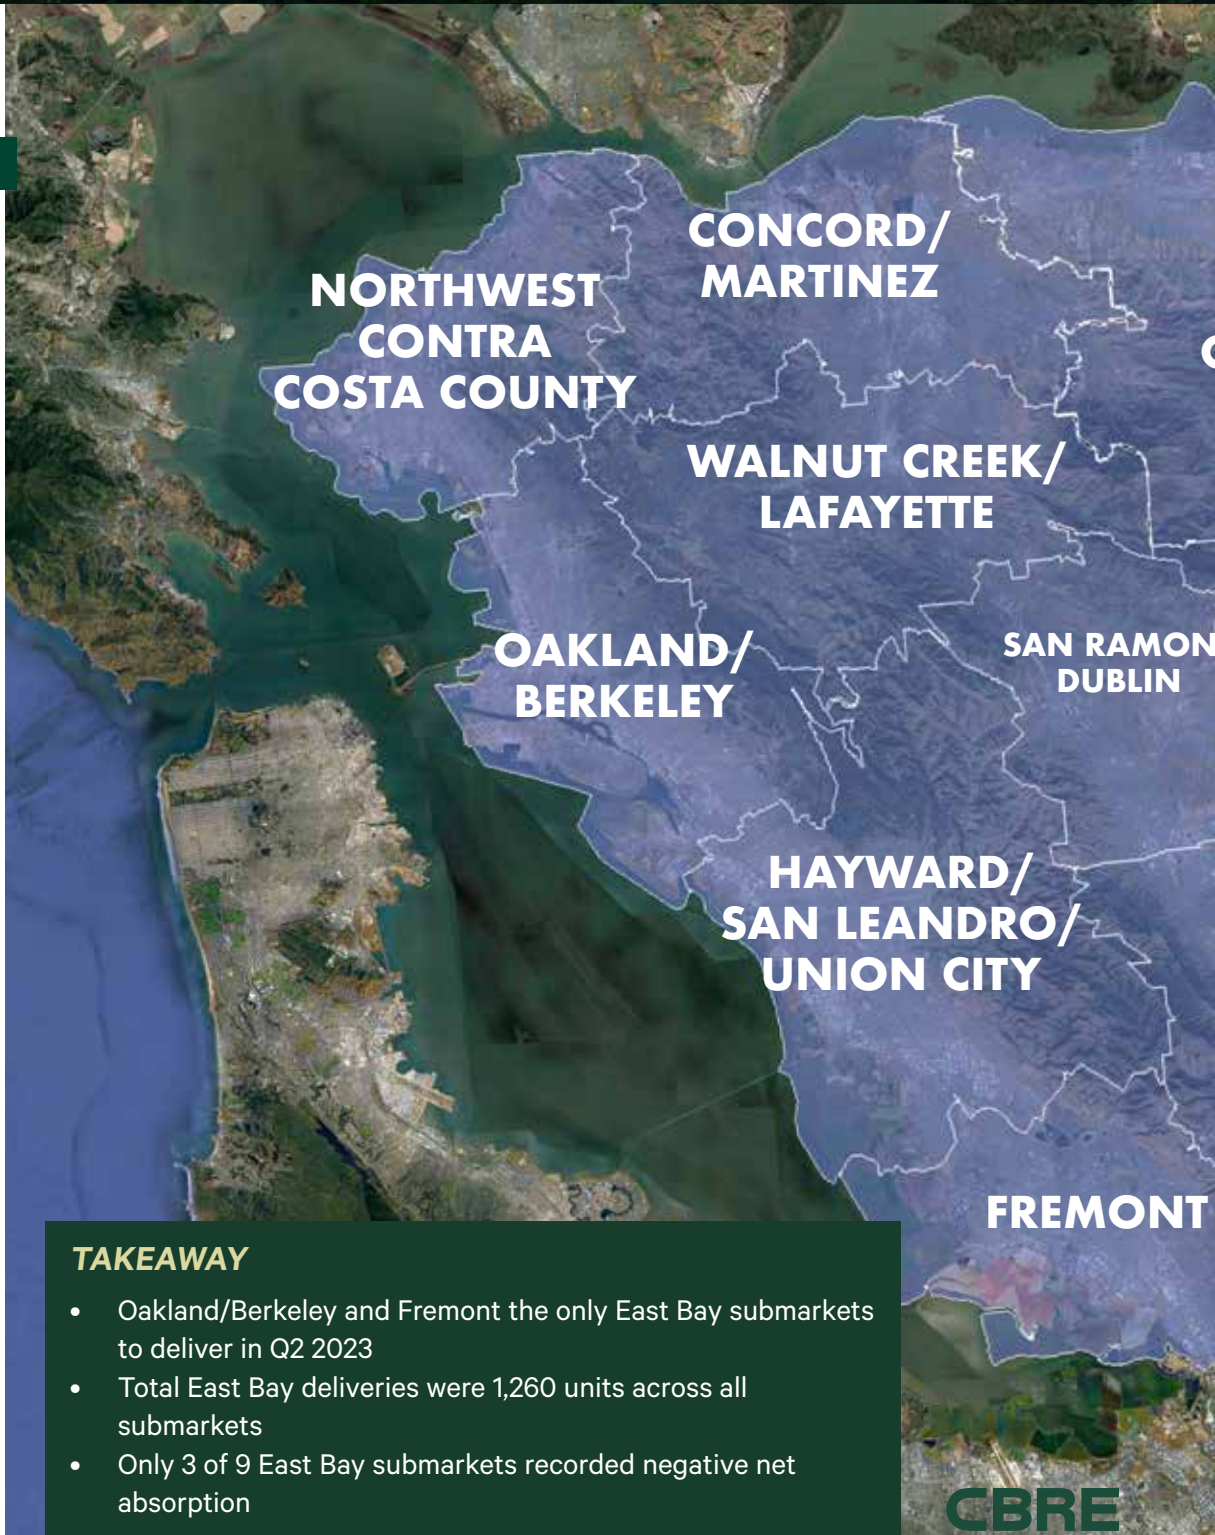 CONCORD/
MARTINEZ
NORTHWEST
CONTRA
COSTA COUNTY
WALNUT CREEK/
LAFAYETTE
OAKLAND/
BERKELEY
SAN RAMON
DUBLIN
HAYWARD/
SAN LEANDRO/
UNION CITY
FREMONT
TAKEAWAY
• Oakland/Berkeley and Fremont the only East Bay submarkets
to deliver in Q2 2023
• Total East Bay deliveries were 1,260 units across all
submarkets
• Only 3 of 9 East Bay submarkets recorded negative net
absorption
CBRE